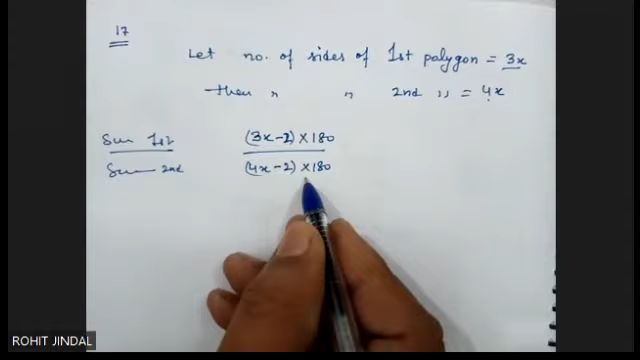 17
Let no. of sides of 1st polygon = 3x
then " " 2nd " = 4x
Sum 1st (3x-2)×180
Sum 2nd (4x-2)×180
ROHIT JINDAL